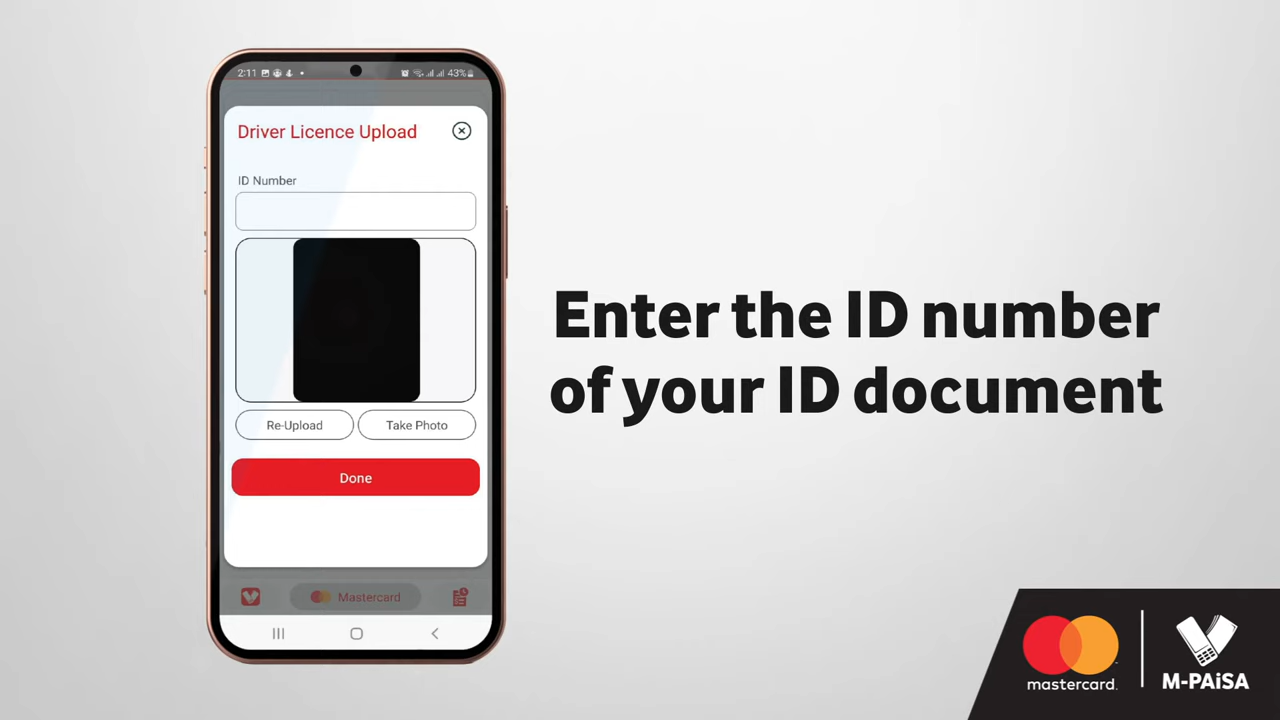 2:11
43%
Driver Licence Upload
ID Number
Re-Upload
Take Photo
Done
Mastercard
Enter the ID number
of your ID document
mastercard.
M-PAiSA